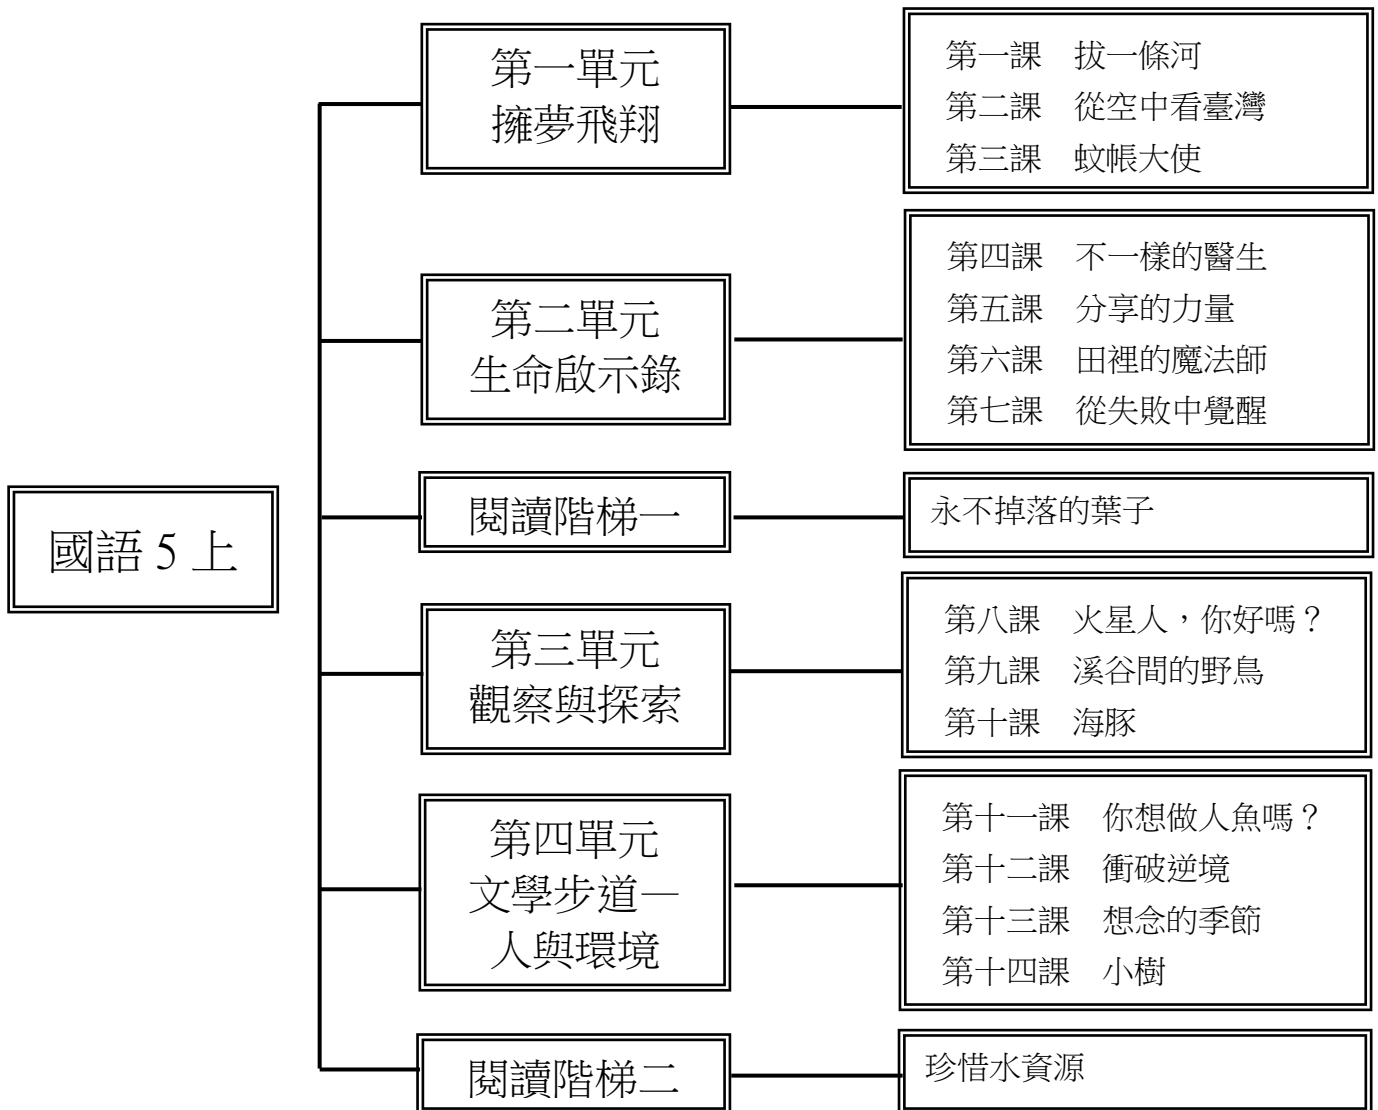 國語 5 上
第一單元
擁夢飛翔
第一課　拔一條河
第二課　從空中看臺灣
第三課　蚊帳大使
第二單元
生命啟示錄
第四課　不一樣的醫生
第五課　分享的力量
第六課　田裡的魔法師
第七課　從失敗中覺醒
閱讀階梯一
永不掉落的葉子
第三單元
觀察與探索
第八課　火星人，你好嗎？
第九課　溪谷間的野鳥
第十課　海豚
第四單元
文學步道—
人與環境
第十一課　你想做人魚嗎？
第十二課　衝破逆境
第十三課　想念的季節
第十四課　小樹
閱讀階梯二
珍惜水資源